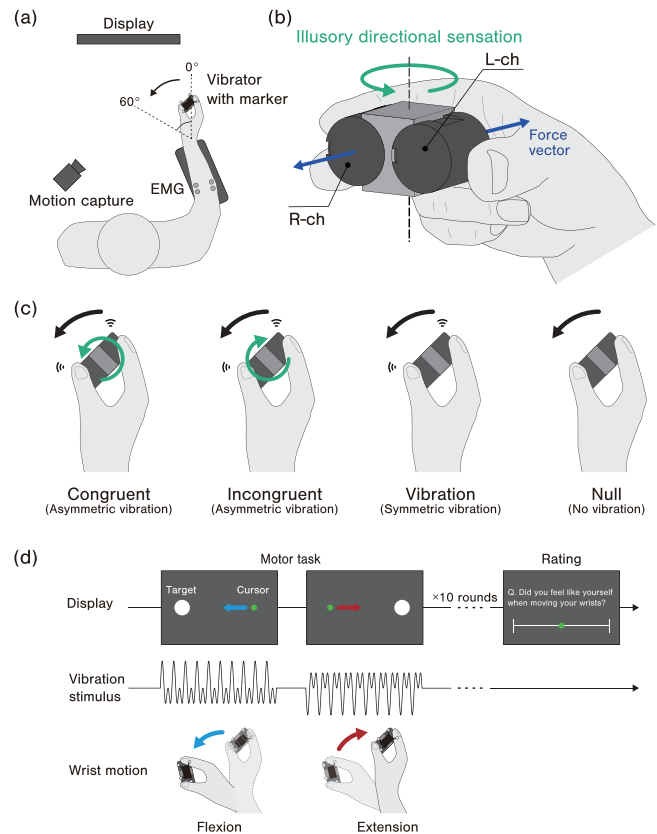 (a)
Display
0°
60°
Vibrator
with marker
EMG
Motion capture
(b)
Illusory directional sensation
L-ch
Force
vector
R-ch
(c)
Congruent
(Asymmetric vibration)
Incongruent
(Asymmetric vibration)
Vibration
(Symmetric vibration)
Null
(No vibration)
(d)
Motor task
Rating
Display
Target
Cursor
×10 rounds
Q. Did you feel like yourself
when moving your wrists?
Vibration
stimulus
Wrist motion
Flexion
Extension